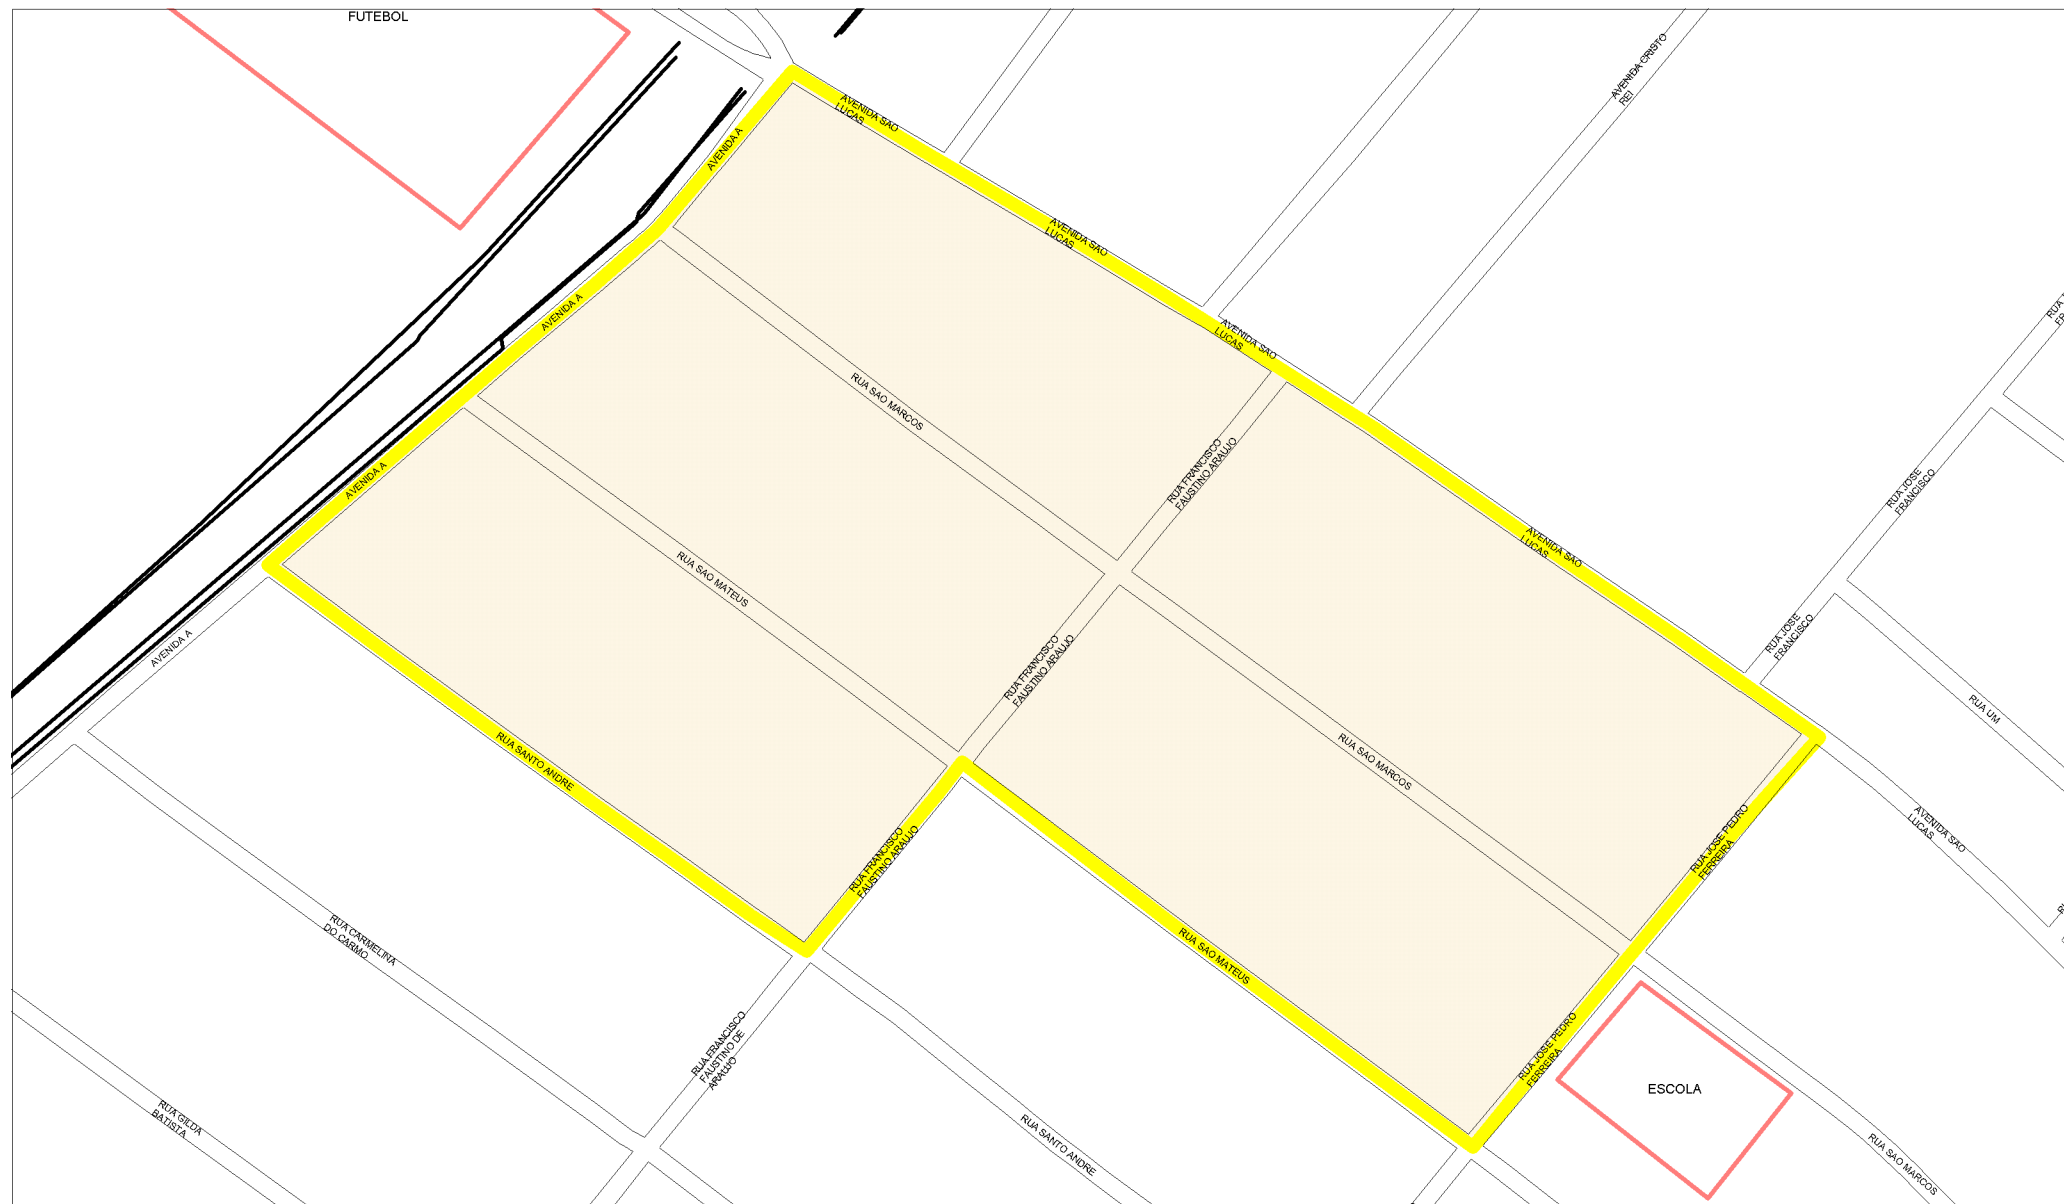 FUTEBOL
AVENIDA CRISTO
REI
AVENIDA SAO
LUCAS
AVENIDA A
AVENIDA SAO
LUCAS
AVENIDA A
AVENIDA SAO
LUCAS
RUA SAO MARCOS
RUA FRANCISCO
FAUSTINO ARAUJO
AVENIDA A
RUA JOSE
FRANCISCO
AVENIDA SAO
LUCAS
RUA SAO MATEUS
RUA JOSE
FRANCISCO
AVENIDA A
RUA FRANCISCO
FAUSTINO ARAUJO
RUA UM
RUA SANTO ANDRE
RUA SAO MARCOS
AVENIDA SAO
LUCAS
RUA JOSE PEDRO
FERREIRA
RUA FRANCISCO
FAUSTINO ARAUJO
RUA CARMELINA
DO CARMO
RUA SAO MATEUS
RUA FRANCISCO
FAUSTINO DE
ARAUJO
RUA JOSE PEDRO
FERREIRA
ESCOLA
RUA GILDA
BATISTA
RUA SANTO ANDRE
RUA SAO MARCOS